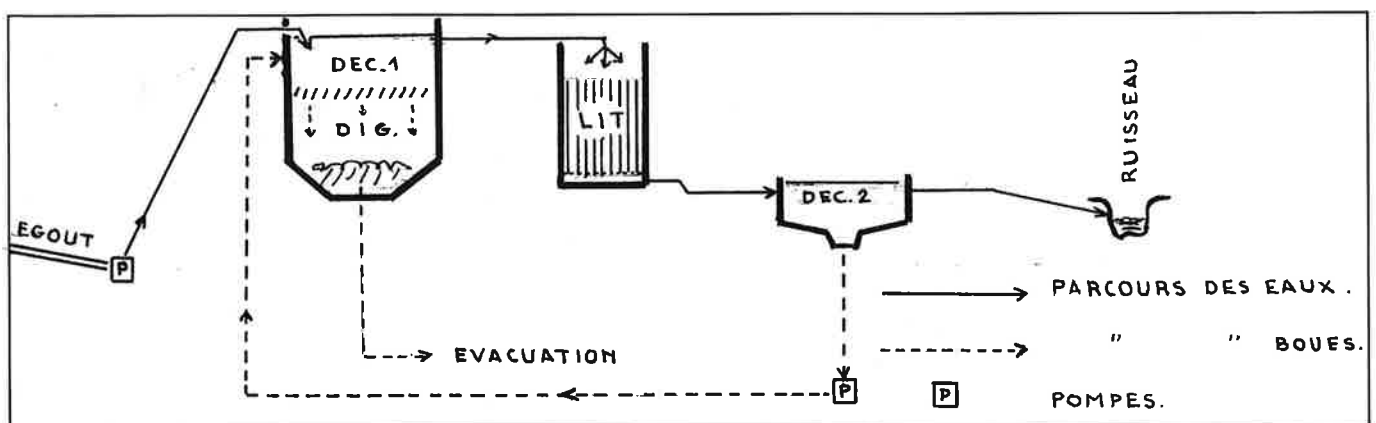 DEC.1
DIG.
LIT
RUISSEAU
DEC.2
EGOUT
P
PARCOURS DES EAUX.
" " BOUES.
EVACUATION
P
P POMPES.